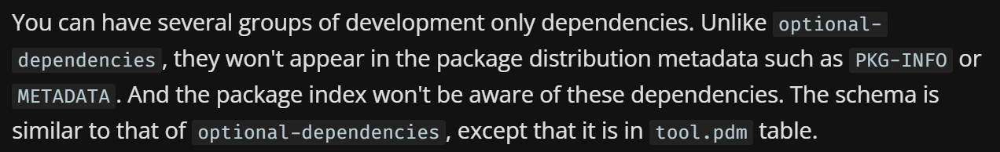 You can have several groups of development only dependencies. Unlike optional-
dependencies, they won't appear in the package distribution metadata such as PKG-INFO or
METADATA. And the package index won't be aware of these dependencies. The schema is
similar to that of optional-dependencies, except that it is in tool.pdm table.